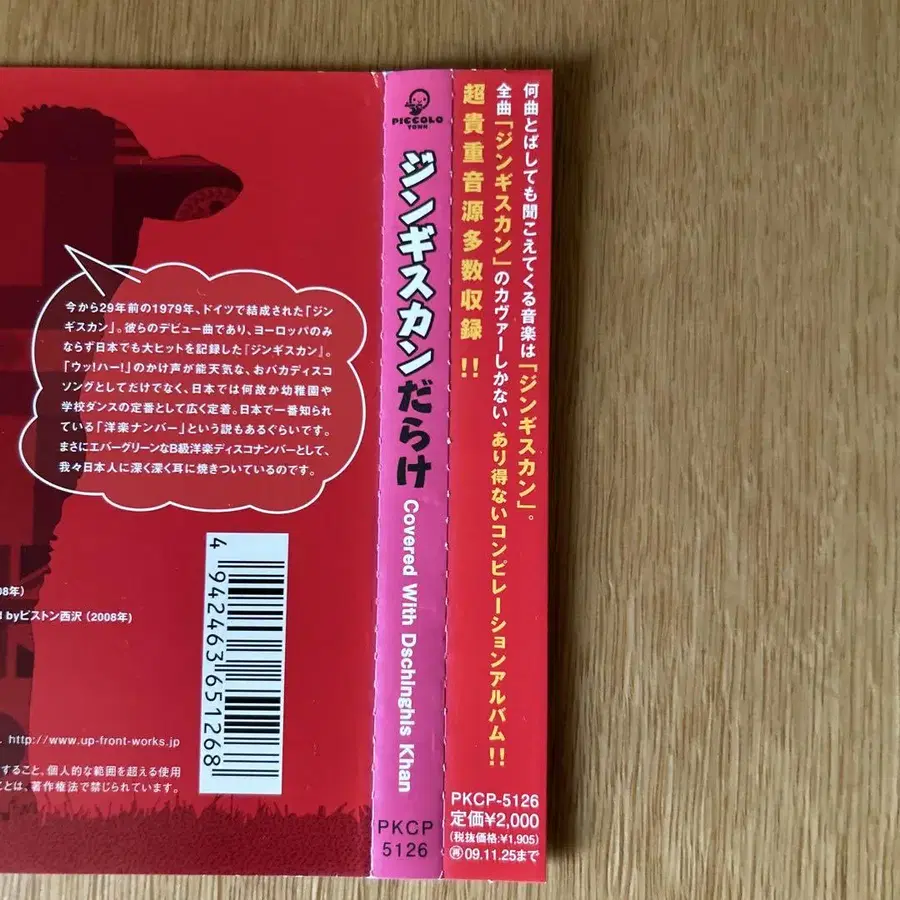 今から29年前の1979年、ドイツで結成された「ジン
ギスカン」。彼らのデビュー曲であり、ヨーロッパのみ
ならず日本でも大ヒットを記録した『ジンギスカン』。
「ウッ!ハー!」のかけ声が能天気な、おバカディスコ
ソングとしてだけでなく、日本では何故か幼稚園や
学校ダンスの定番として広く定着。日本で一番知られ
ている「洋楽ナンバー」という説もあるぐらいです。
まさにエバーグリーンなB級洋楽ディスコナンバーとして、
我々日本人に深く深く耳に焼きついているのです。
08年)
byピストン西沢 (2008年)
4942463651268
http://www.up-front-works.jp
すること、個人的な範囲を超える使用
ことは、著作権法で禁じられています。
PICCOLO
TOWN
ジンギスカンだらけ
Covered With Dschinghis Khan
PKCP
5126
何曲とばしても聞こえてくる音楽は「ジンギスカン」。
全曲「ジンギスカン」のカヴァーしかない、あり得ないコンピレーションアルバム!!
超貴重音源多数収録!!
PKCP-5126
定価¥2,000
(税抜価格:¥1,905)
再09.11.25まで